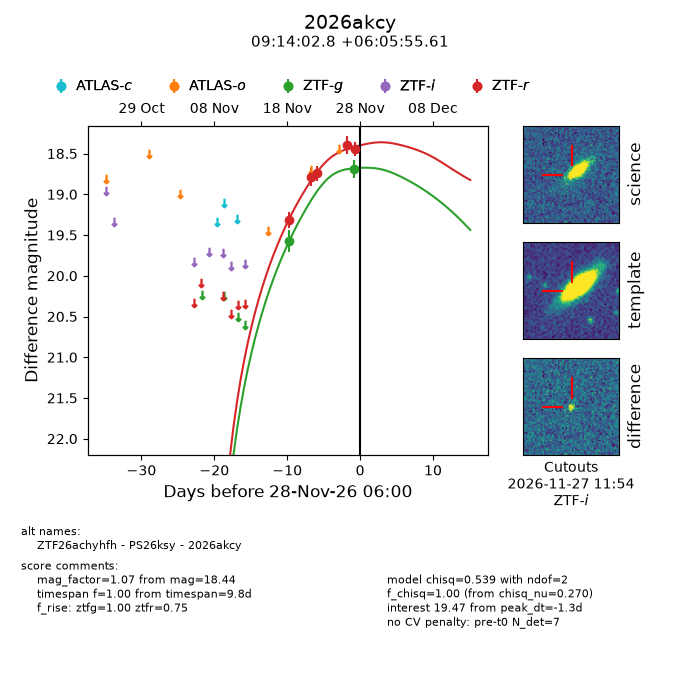 2026akcy
09:14:02.8 +06:05:55.61
ATLAS-c ATLAS-o ZTF-g ZTF-i ZTF-r
29 Oct 08 Nov 18 Nov 28 Nov 08 Dec
18.5
19.0
19.5
20.0
20.5
21.0
21.5
22.0
Difference magnitude
−30 −20 −10 0 10
Days before 28-Nov-26 06:00
science
template
difference
Cutouts
2026-11-27 11:54
ZTF-i
alt names:
ZTF26achyhfh - PS26ksy - 2026akcy
score comments:
mag_factor=1.07 from mag=18.44
timespan f=1.00 from timespan=9.8d
f_rise: ztfg=1.00 ztfr=0.75
model chisq=0.539 with ndof=2
f_chisq=1.00 (from chisq_nu=0.270)
interest 19.47 from peak_dt=-1.3d
no CV penalty: pre-t0 N_det=7